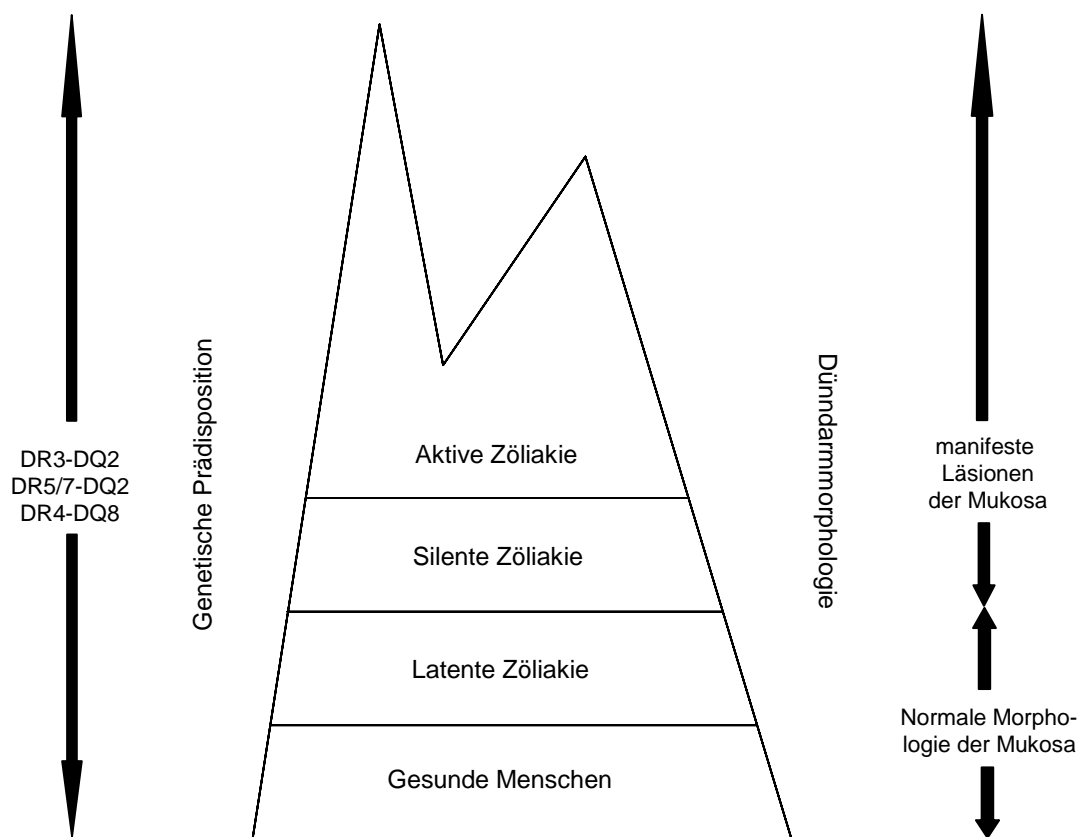 DR3-DQ2
DR5/7-DQ2
DR4-DQ8
Genetische Prädisposition
Aktive Zöliakie
Silente Zöliakie
Latente Zöliakie
Gesunde Menschen
Dünndarmmorphologie
manifeste
Läsionen
der Mukosa
Normale Morpho-
logie der Mukosa